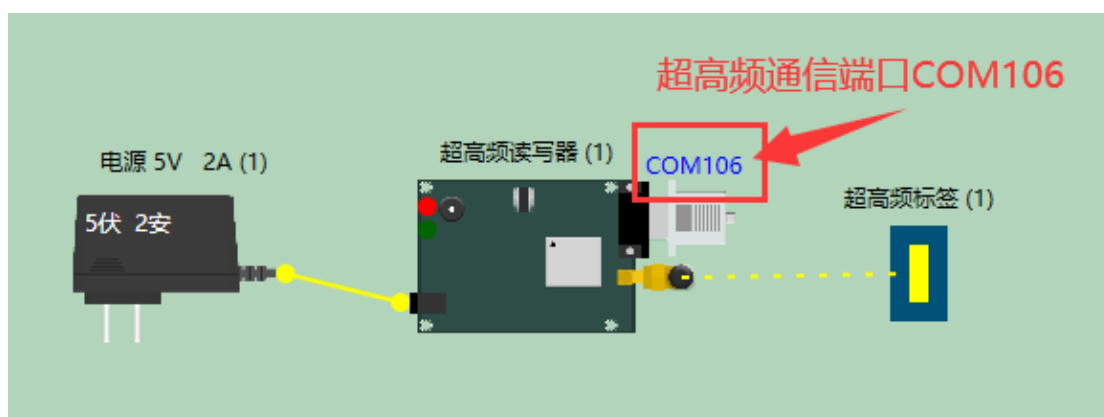 超高频通信端口COM106
电源 5V 2A (1)
超高频读写器 (1)
COM106
超高频标签 (1)
5伏 2安